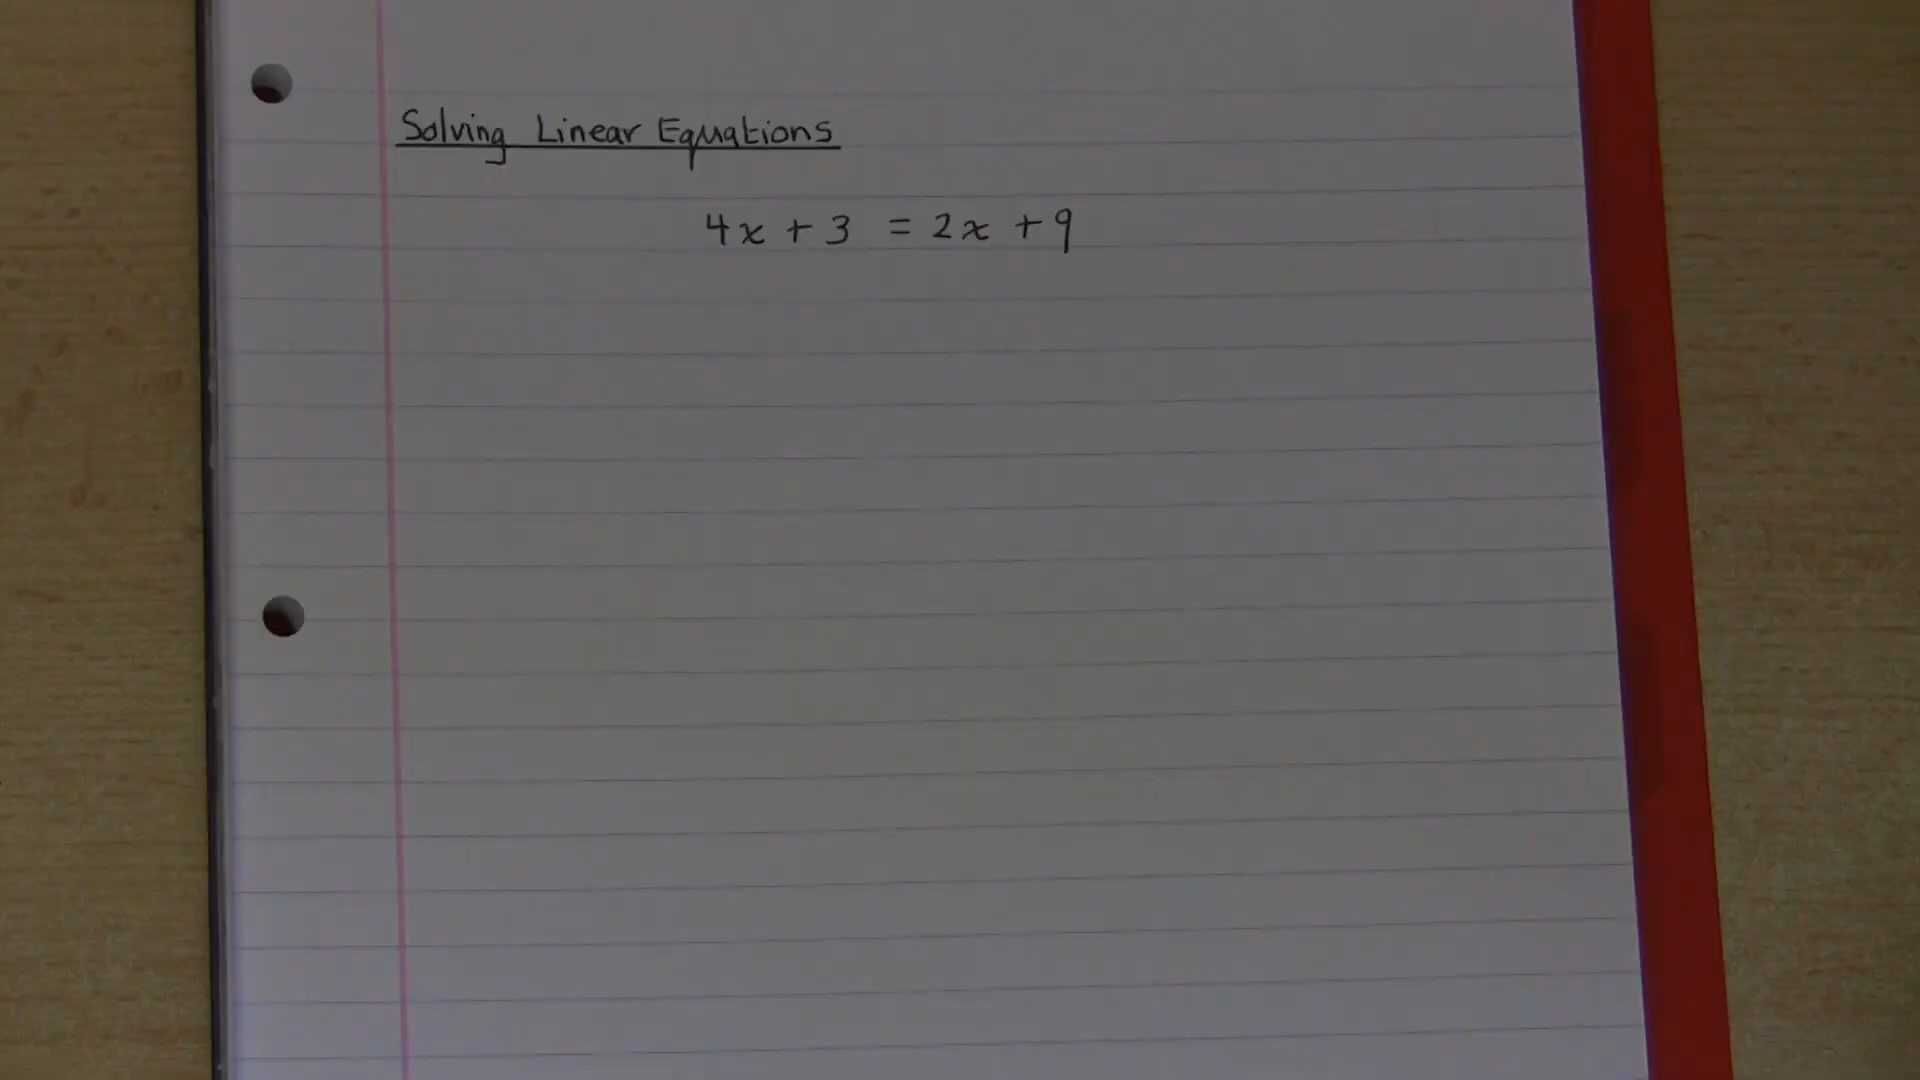 Solving Linear Equations
4x + 3 = 2x + 9